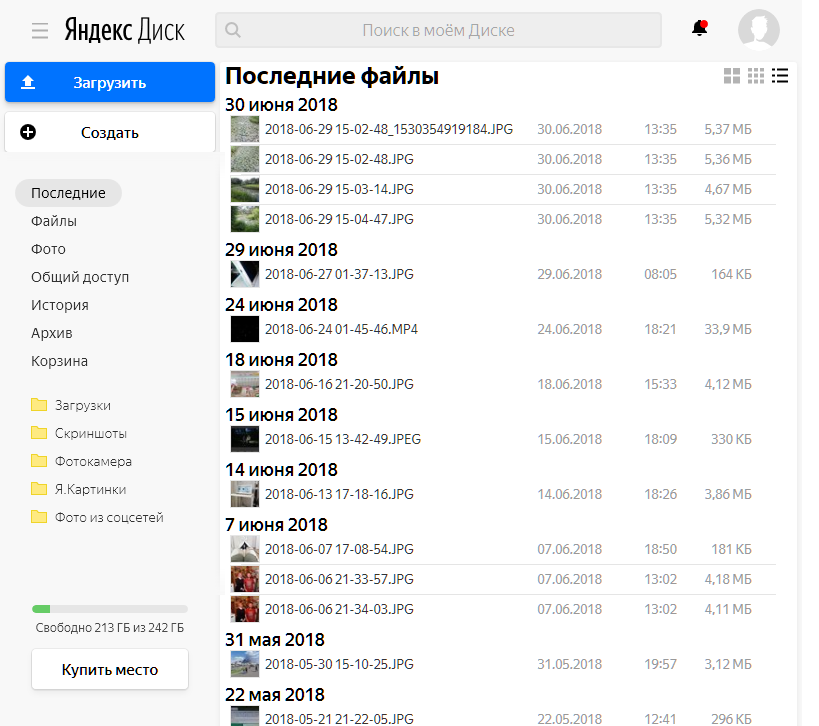 Яндекс Диск
Поиск в моём Диске
Загрузить
Создать
Последние
Файлы
Фото
Общий доступ
История
Архив
Корзина
Загрузки
Скриншоты
Фотокамера
Я.Картинки
Фото из соцсетей
Свободно 213 ГБ из 242 ГБ
Купить место
Последние файлы
30 июня 2018
2018-06-29 15-02-48_1530354919184.JPG 30.06.2018 13:35 5,37 МБ
2018-06-29 15-02-48.JPG 30.06.2018 13:35 5,36 МБ
2018-06-29 15-03-14.JPG 30.06.2018 13:35 4,67 МБ
2018-06-29 15-04-47.JPG 30.06.2018 13:35 5,32 МБ
29 июня 2018
2018-06-27 01-37-13.JPG 29.06.2018 08:05 164 КБ
24 июня 2018
2018-06-24 01-45-46.MP4 24.06.2018 18:21 33,9 МБ
18 июня 2018
2018-06-16 21-20-50.JPG 18.06.2018 15:33 4,12 МБ
15 июня 2018
2018-06-15 13-42-49.JPEG 15.06.2018 18:09 330 КБ
14 июня 2018
2018-06-13 17-18-16.JPG 14.06.2018 18:26 3,86 МБ
7 июня 2018
2018-06-07 17-08-54.JPG 07.06.2018 18:50 181 КБ
2018-06-06 21-33-57.JPG 07.06.2018 13:02 4,18 МБ
2018-06-06 21-34-03.JPG 07.06.2018 13:02 4,11 МБ
31 мая 2018
2018-05-30 15-10-25.JPG 31.05.2018 19:57 3,12 МБ
22 мая 2018
2018-05-21 21-22-05.JPG 22.05.2018 12:41 296 КБ